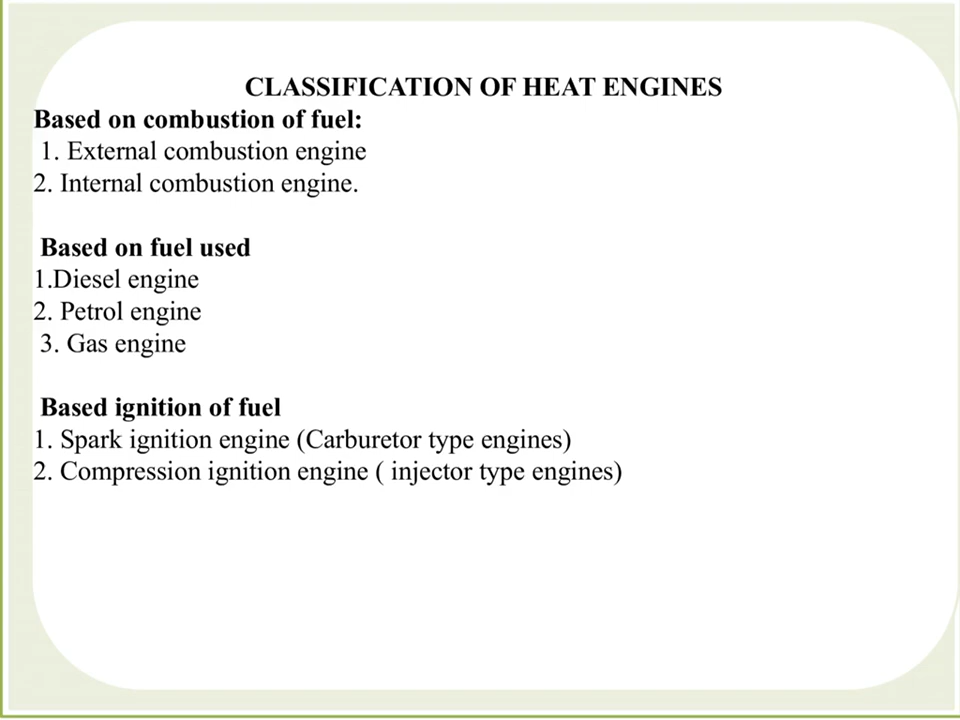 CLASSIFICATION OF HEAT ENGINES
Based on combustion of fuel:
1. External combustion engine
2. Internal combustion engine.
Based on fuel used
1.Diesel engine
2. Petrol engine
3. Gas engine
Based ignition of fuel
1. Spark ignition engine (Carburetor type engines)
2. Compression ignition engine ( injector type engines)